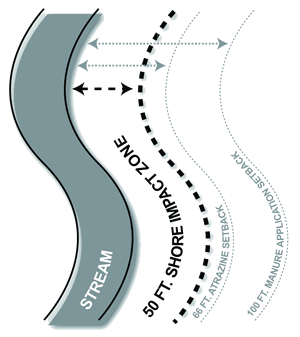 STREAM
50 FT. SHORE IMPACT ZONE
66 FT. ATRAZINE SETBACK
100 FT. MANURE APPLICATION SETBACK